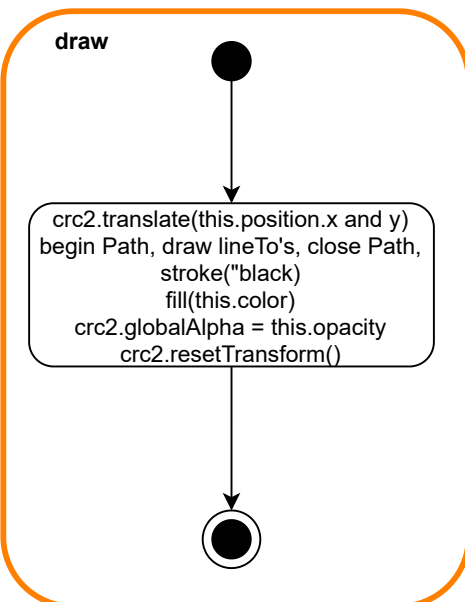 draw
crc2.translate(this.position.x and y)
begin Path, draw lineTo's, close Path,
stroke("black)
fill(this.color)
crc2.globalAlpha = this.opacity
crc2.resetTransform()